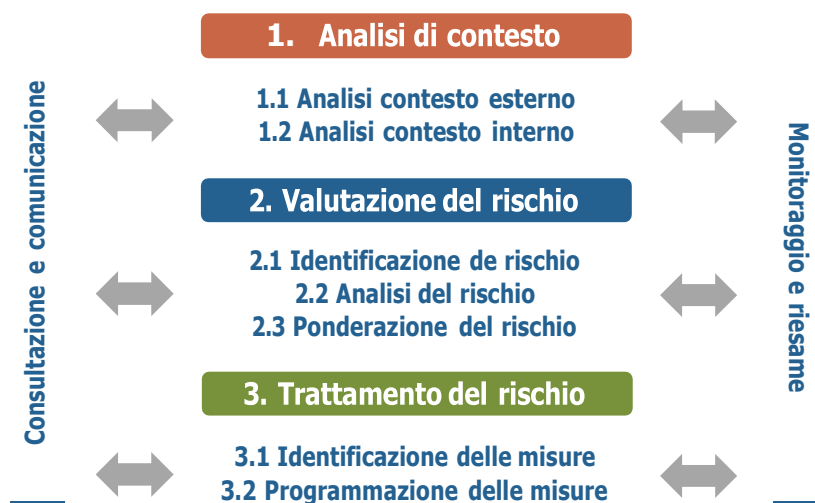 1. Analisi di contesto
1.1 Analisi contesto esterno
1.2 Analisi contesto interno
2. Valutazione del rischio
2.1 Identificazione de rischio
2.2 Analisi del rischio
2.3 Ponderazione del rischio
3. Trattamento del rischio
3.1 Identificazione delle misure
3.2 Programmazione delle misure
Consultazione e comunicazione
Monitoraggio e riesame